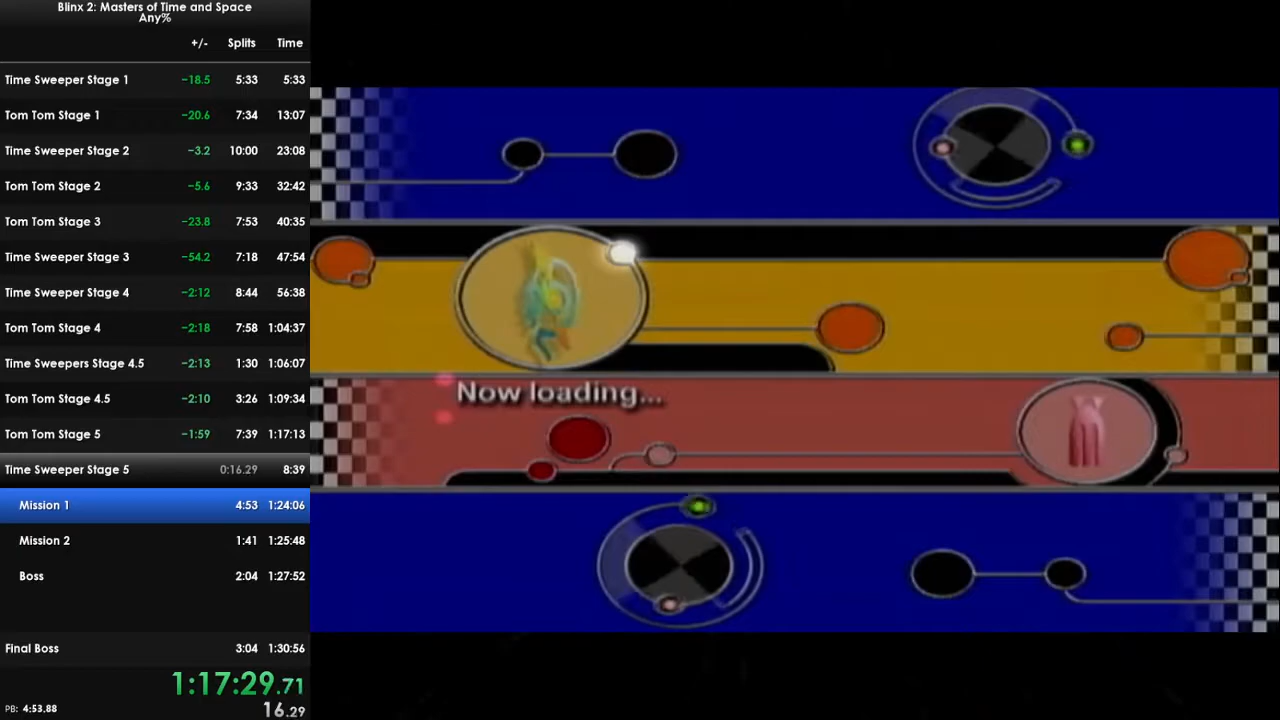 Blinx 2: Masters of Time and Space
Any%
+/- Splits Time
Time Sweeper Stage 1 −18.5 5:33 5:33
Tom Tom Stage 1 −20.6 7:34 13:07
Time Sweeper Stage 2 −3.2 10:00 23:08
Tom Tom Stage 2 −5.6 9:33 32:42
Tom Tom Stage 3 −23.8 7:53 40:35
Time Sweeper Stage 3 −54.2 7:18 47:54
Time Sweeper Stage 4 −2:12 8:44 56:38
Tom Tom Stage 4 −2:18 7:58 1:04:37
Time Sweepers Stage 4.5 −2:13 1:30 1:06:07
Tom Tom Stage 4.5 −2:10 3:26 1:09:34
Tom Tom Stage 5 −1:59 7:39 1:17:13
Time Sweeper Stage 5 0:16.29 8:39
Mission 1 4:53 1:24:06
Mission 2 1:41 1:25:48
Boss 2:04 1:27:52
Final Boss 3:04 1:30:56
1:17:29.71
PB: 4:53.88 16.29
Now loading...